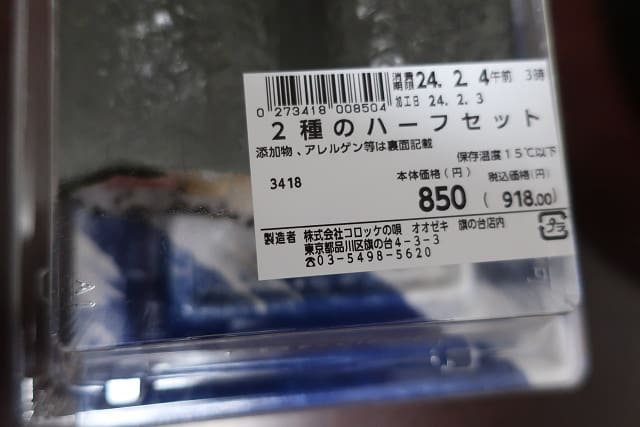 消費期限 24. 2. 4 午前 3時
加工日 24. 2. 3
0 273418 008504
2種のハーフセット
添加物、アレルゲン等は裏面記載
保存温度15℃以下
3418
本体価格(円) 税込価格(円)
850 (918.00)
製造者 株式会社コロッケの唄 オオゼキ 旗の台店内
東京都品川区旗の台4-3-3
☎03-5498-5620
プラ